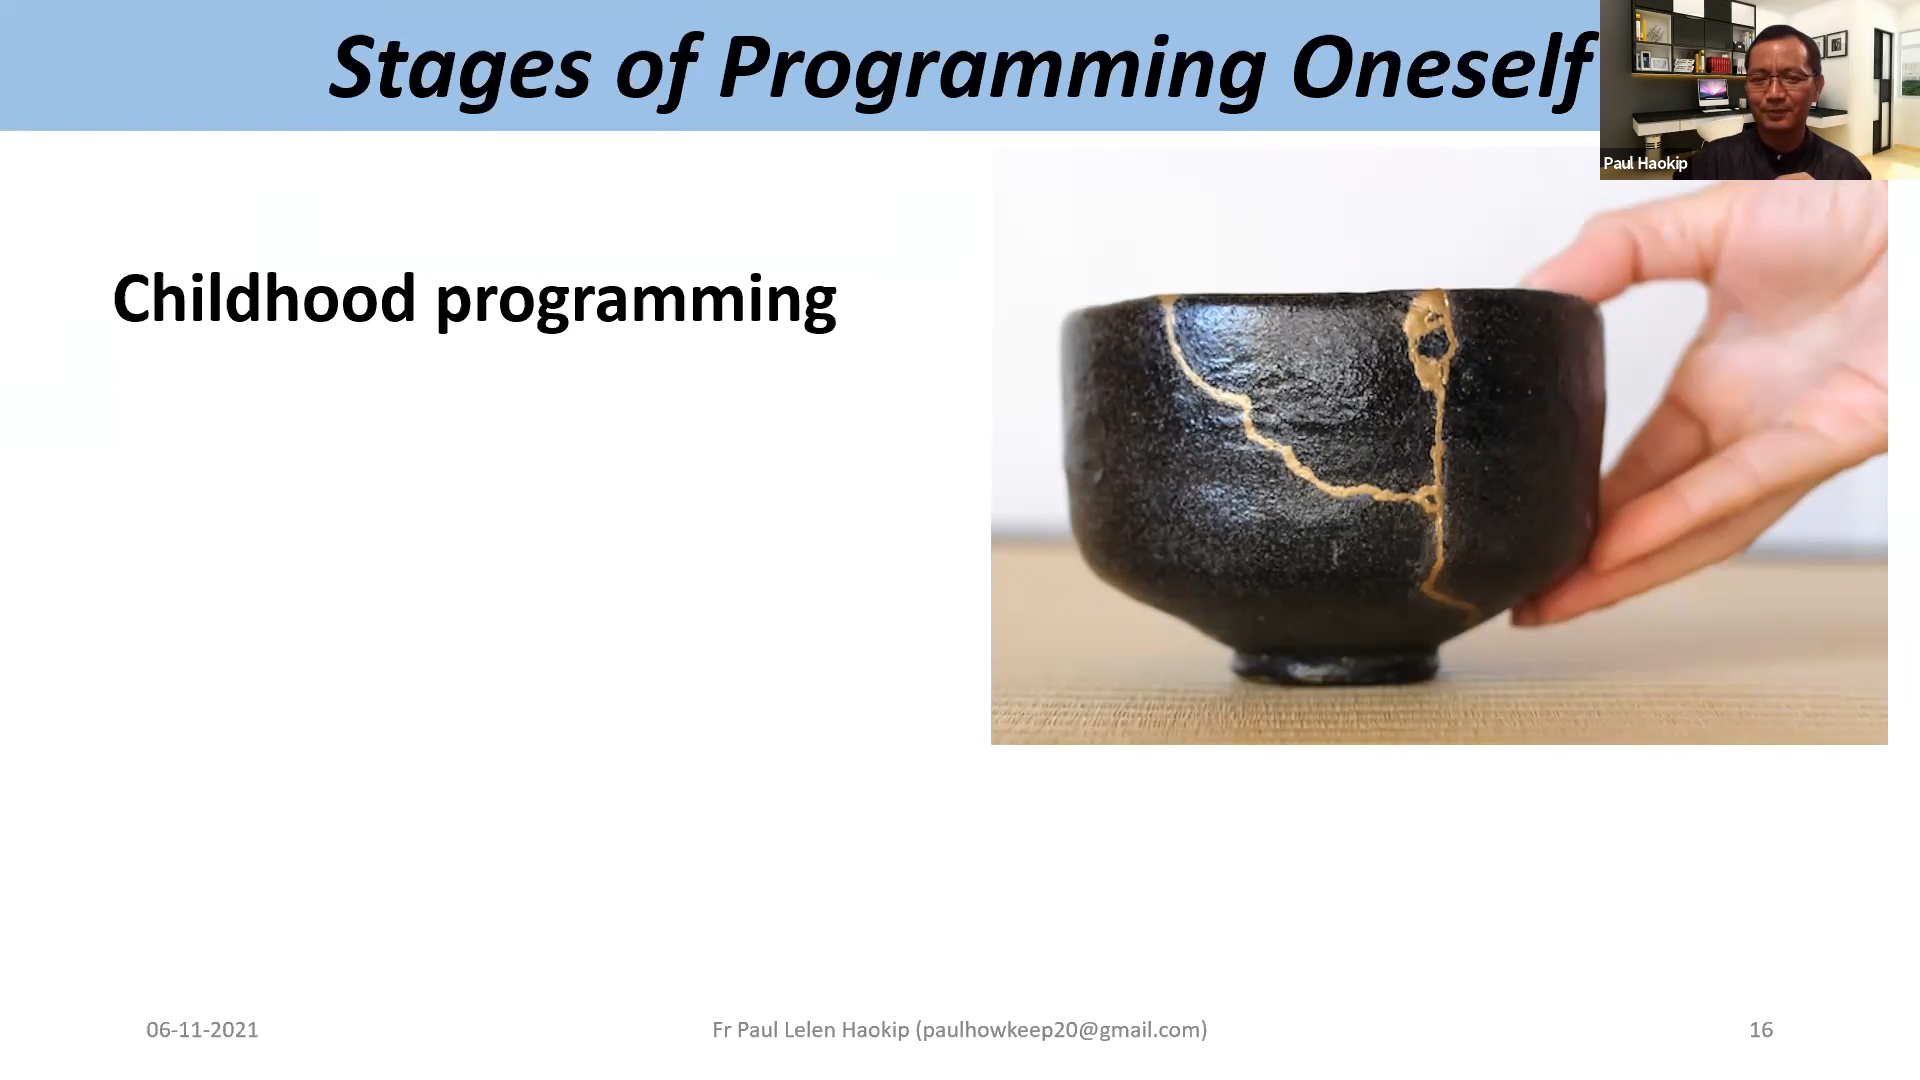 Stages of Programming Oneself
Paul Haokip
Childhood programming
06-11-2021
Fr Paul Lelen Haokip (paulhowkeep20@gmail.com)
16